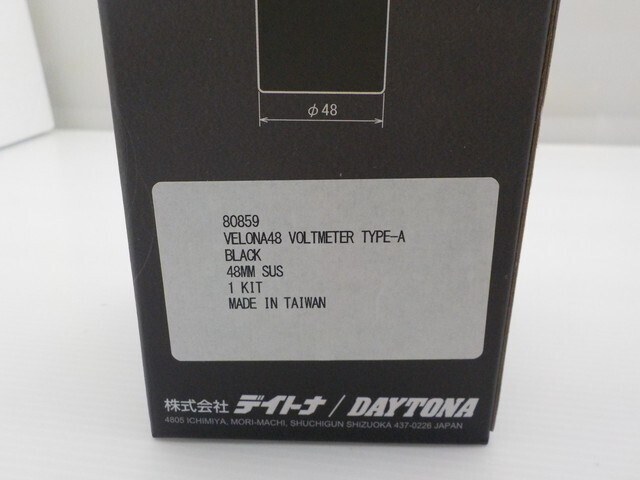 φ48
80859
VELONA48 VOLTMETER TYPE-A
BLACK
48MM SUS
1 KIT
MADE IN TAIWAN
株式会社 デイトナ / DAYTONA
4805 ICHIMIYA, MORI-MACHI, SHUCHIGUN SHIZUOKA 437-0226 JAPAN